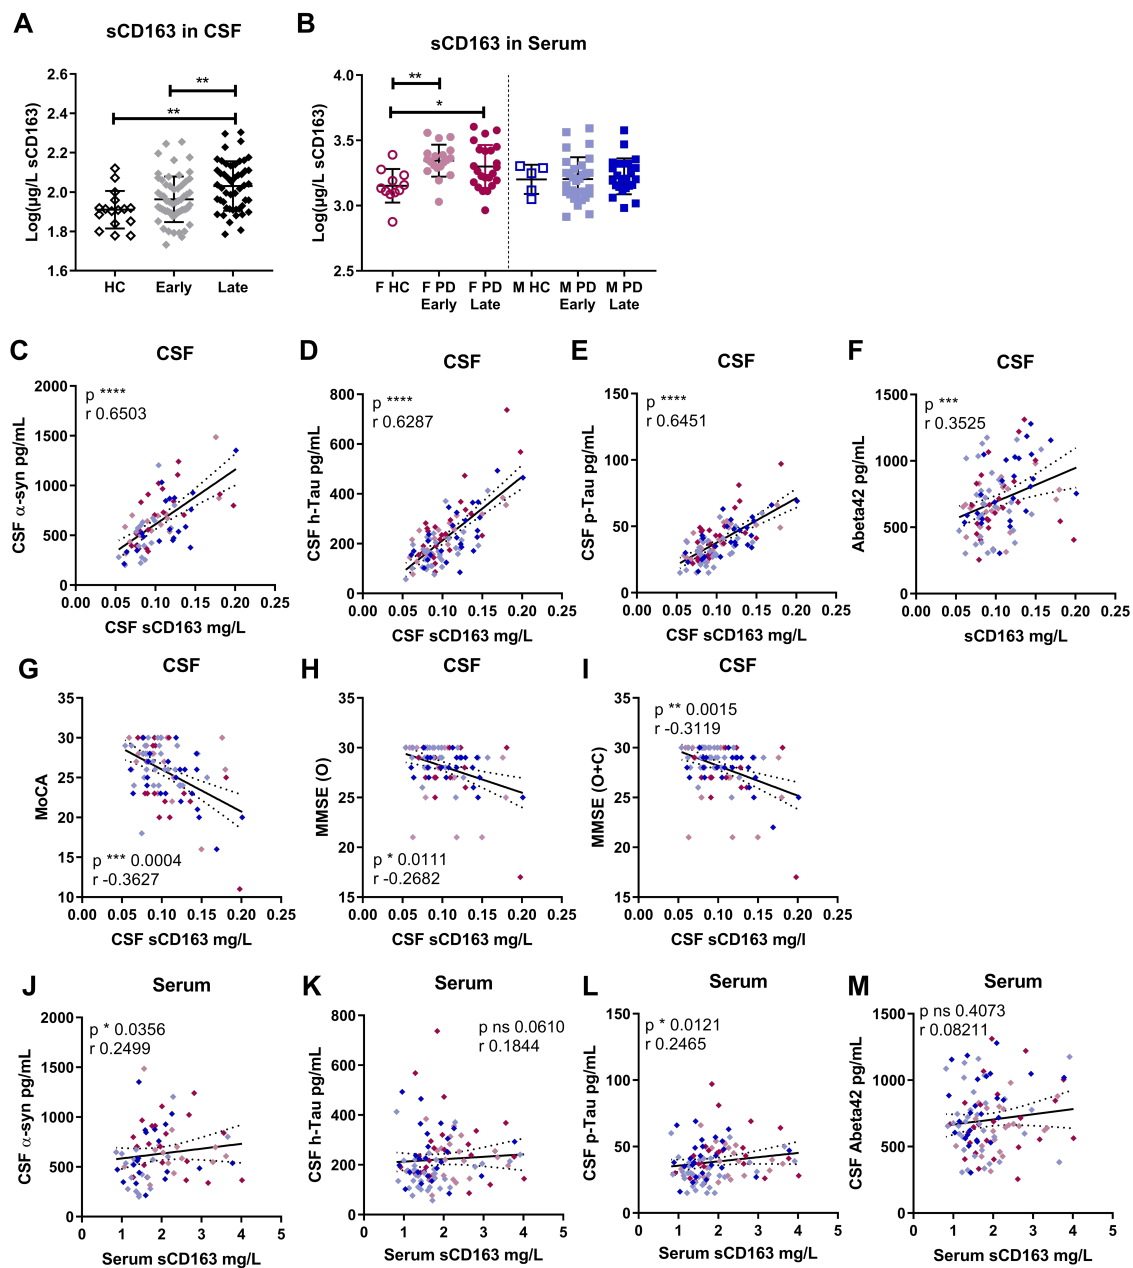 A
sCD163 in CSF
Log(µg/L sCD163)
2.6
2.4
2.2
2.0
1.8
1.6
**
**
HC
Early
Late
B
sCD163 in Serum
Log(µg/L sCD163)
4.0
3.5
3.0
2.5
**
*
F HC
F PD
Early
F PD
Late
M HC
M PD
Early
M PD
Late
C
CSF
p ****
r 0.6503
CSF α-syn pg/mL
2000
1500
1000
500
0
0.00 0.05 0.10 0.15 0.20 0.25
CSF sCD163 mg/L
D
CSF
p ****
r 0.6287
CSF h-Tau pg/mL
800
600
400
200
0
0.00 0.05 0.10 0.15 0.20 0.25
CSF sCD163 mg/L
E
CSF
p ****
r 0.6451
CSF p-Tau pg/mL
150
100
50
0
0.00 0.05 0.10 0.15 0.20 0.25
CSF sCD163 mg/L
F
CSF
p ***
r 0.3525
Abeta42 pg/mL
1500
1000
500
0
0.00 0.05 0.10 0.15 0.20 0.25
sCD163 mg/L
G
CSF
MoCA
35
30
25
20
15
10
p *** 0.0004
r -0.3627
0.00 0.05 0.10 0.15 0.20 0.25
CSF sCD163 mg/L
H
CSF
MMSE (O)
35
30
25
20
15
p * 0.0111
r -0.2682
0.00 0.05 0.10 0.15 0.20 0.25
CSF sCD163 mg/L
I
CSF
p ** 0.0015
r -0.3119
MMSE (O+C)
35
30
25
20
15
0.00 0.05 0.10 0.15 0.20 0.25
CSF sCD163 mg/l
J
Serum
p * 0.0356
r 0.2499
CSF α-syn pg/mL
2000
1500
1000
500
0
0 1 2 3 4 5
Serum sCD163 mg/L
K
Serum
p ns 0.0610
r 0.1844
CSF h-Tau pg/mL
800
600
400
200
0
0 1 2 3 4 5
Serum sCD163 mg/L
L
Serum
p * 0.0121
r 0.2465
CSF p-Tau pg/mL
150
100
50
0
0 1 2 3 4 5
Serum sCD163 mg/L
M
Serum
p ns 0.4073
r 0.08211
CSF Abeta42 pg/mL
1500
1000
500
0
0 1 2 3 4 5
Serum sCD163 mg/L